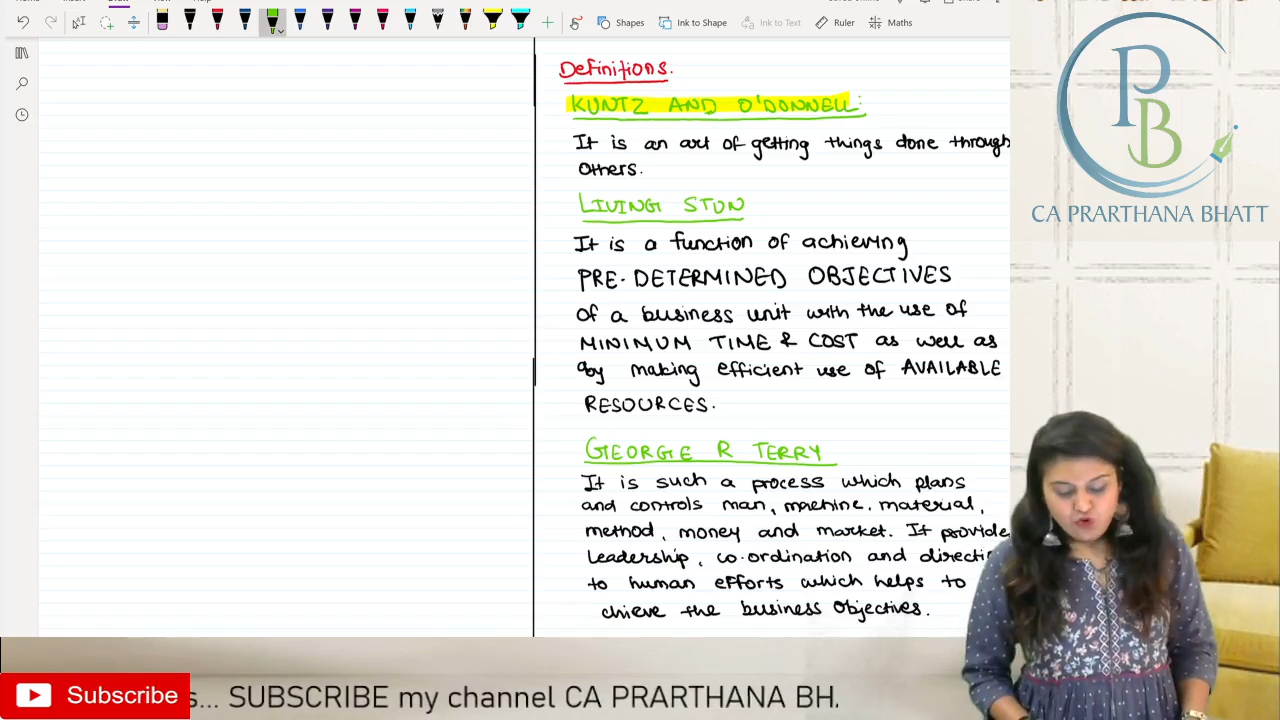 Shapes
Ink to Shape
Ink to Text
Ruler
Maths
Definitions.
KUNTZ AND O'DONNELL:
It is an art of getting things done through
others.
LIVING STON
It is a function of achieving
PRE-DETERMINED OBJECTIVES
of a business unit with the use of
MINIMUM TIME & COST as well as
by making efficient use of AVAILABLE
RESOURCES.
GEORGE R TERRY
It is such a process which plans
and controls man, machine, material,
method, money and market. It provide
leadership, co-ordination and directi
to human efforts which helps to
chieve the business objectives.
PB
CA PRARTHANA BHATT
Subscribe
s... SUBSCRIBE my channel CA PRARTHANA BH.